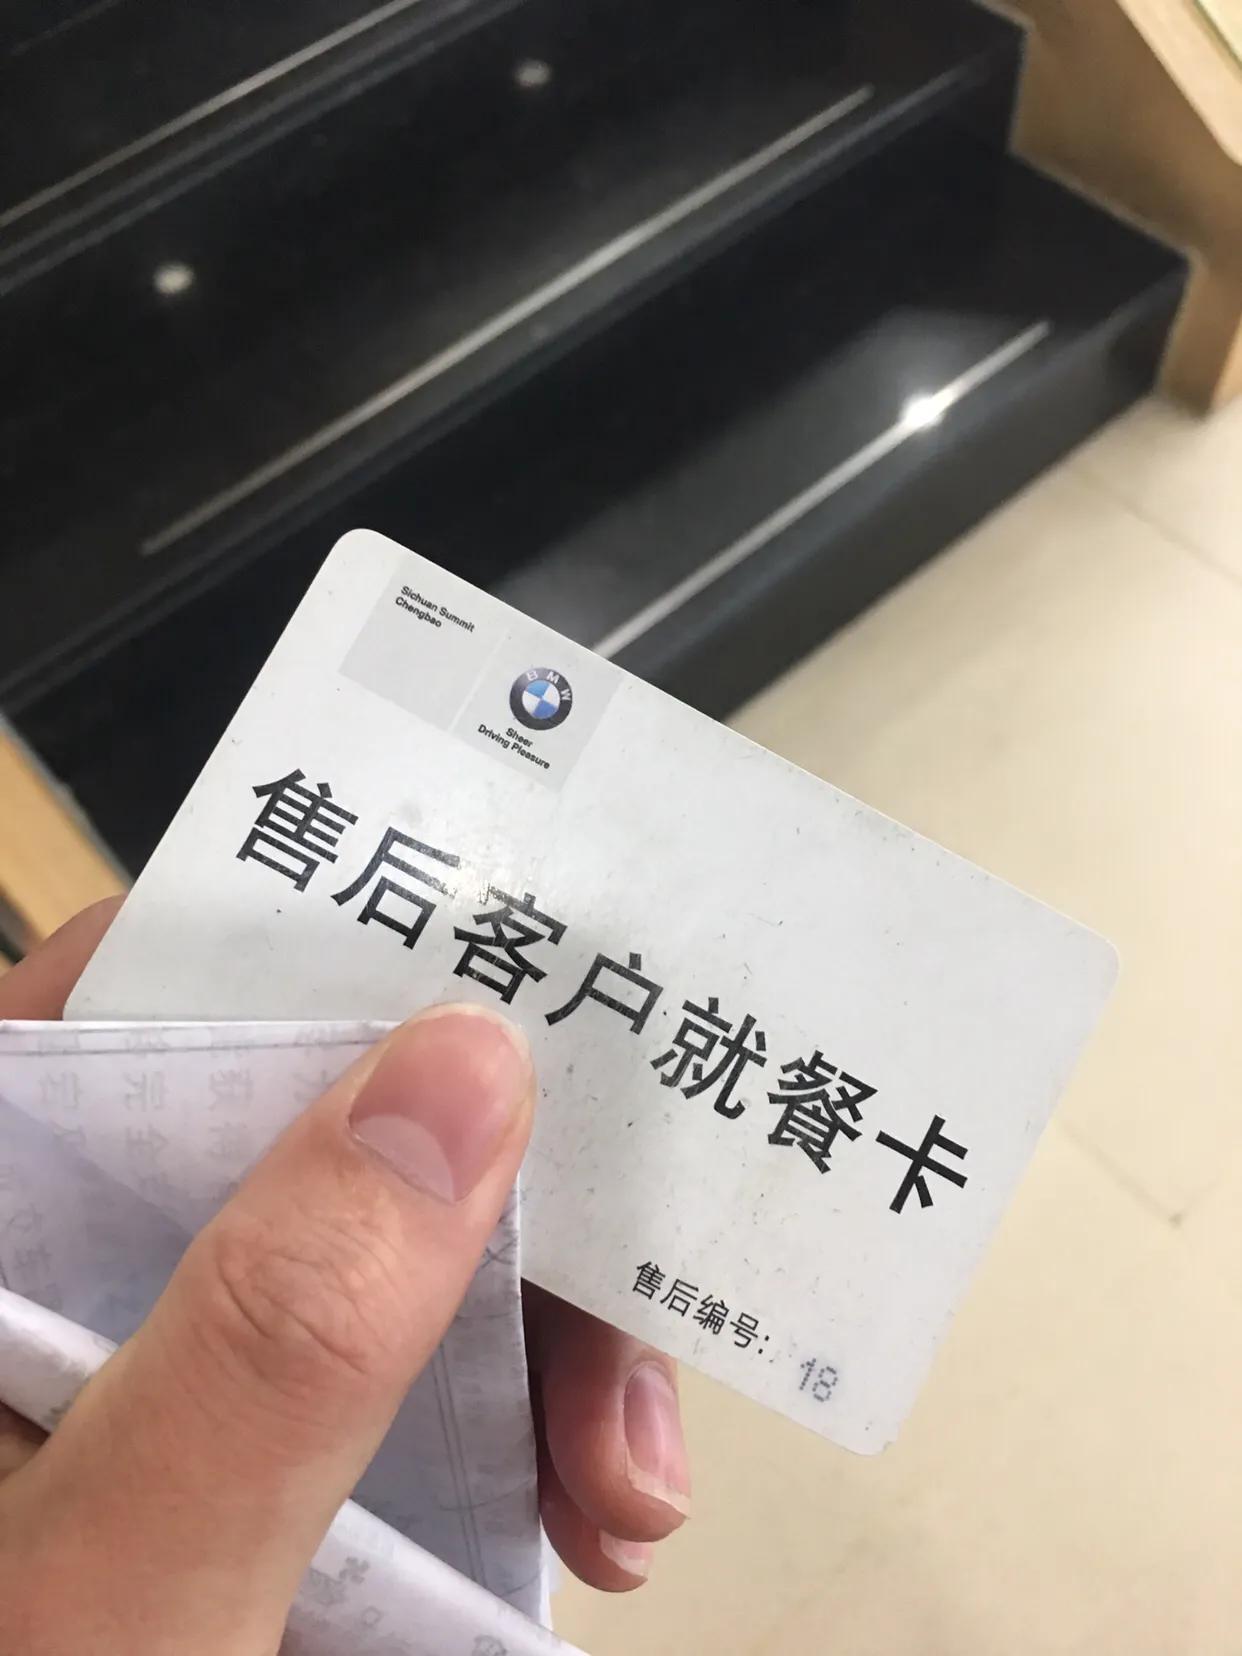 Sichuan Summit
Chengbao
BMW
Sheer
Driving Pleasure
售后客户就餐卡
售后编号：18